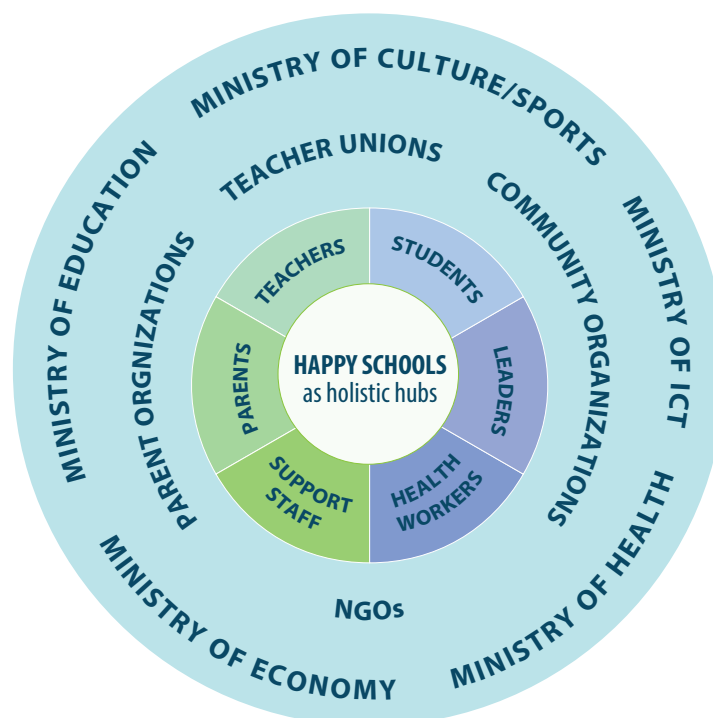 MINISTRY OF CULTURE/SPORTS
MINISTRY OF EDUCATION
MINISTRY OF ICT
MINISTRY OF HEALTH
MINISTRY OF ECONOMY
TEACHER UNIONS
COMMUNITY ORGANIZATIONS
PARENT ORGNIZATIONS
NGOs
TEACHERS
STUDENTS
LEADERS
HEALTH
WORKERS
SUPPORT
STAFF
PARENTS
HAPPY SCHOOLS
as holistic hubs